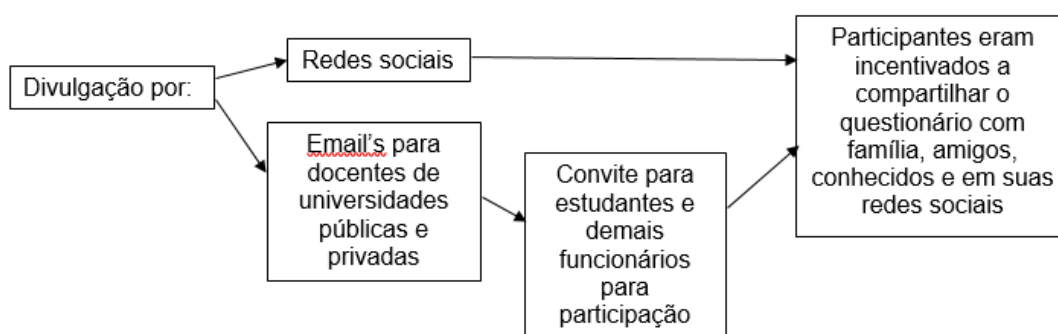 Divulgação por:
Redes sociais
Email's para
docentes de
universidades
públicas e
privadas
Convite para
estudantes e
demais
funcionários
para
participação
Participantes eram
incentivados a
compartilhar o
questionário com
família, amigos,
conhecidos e em suas
redes sociais